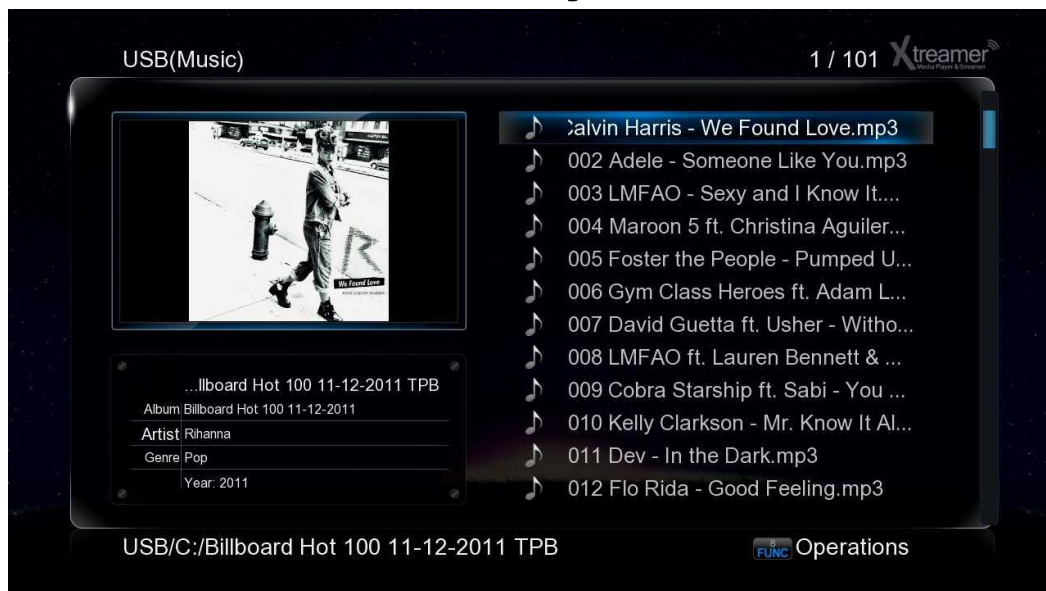 USB(Music)
1 / 101
Xtreamer
Media Player & Streamer
We Found Love
Calvin Harris - We Found Love.mp3
002 Adele - Someone Like You.mp3
003 LMFAO - Sexy and I Know It....
004 Maroon 5 ft. Christina Aguiler...
005 Foster the People - Pumped U...
006 Gym Class Heroes ft. Adam L...
007 David Guetta ft. Usher - Witho...
008 LMFAO ft. Lauren Bennett & ...
009 Cobra Starship ft. Sabi - You ...
010 Kelly Clarkson - Mr. Know It Al...
011 Dev - In the Dark.mp3
012 Flo Rida - Good Feeling.mp3
...llboard Hot 100 11-12-2011 TPB
Album Billboard Hot 100 11-12-2011
Artist Rihanna
Genre Pop
Year: 2011
USB/C:/Billboard Hot 100 11-12-2011 TPB
8
FUNC Operations